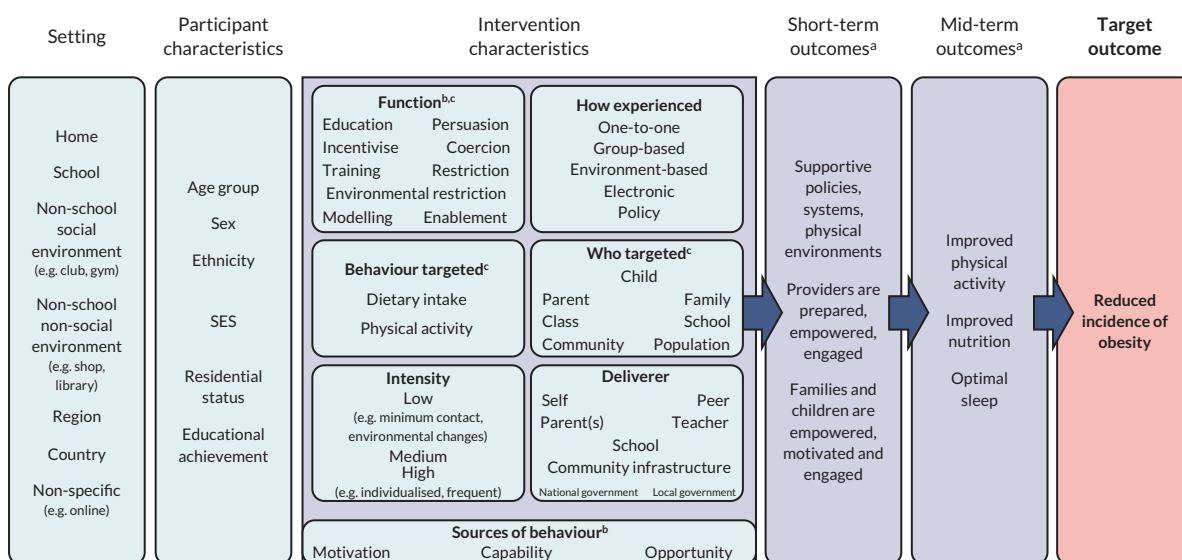 Setting
Participant
characteristics
Intervention
characteristics
Short-term
outcomesᵃ
Mid-term
outcomesᵃ
Target
outcome
Home
School
Non-school
social
environment
(e.g. club, gym)
Non-school
non-social
environment
(e.g. shop,
library)
Region
Country
Non-specific
(e.g. online)
Age group
Sex
Ethnicity
SES
Residential
status
Educational
achievement
Functionᵇ,ᶜ
Education Persuasion
Incentivise Coercion
Training Restriction
Environmental restriction
Modelling Enablement
How experienced
One-to-one
Group-based
Environment-based
Electronic
Policy
Behaviour targetedᶜ
Dietary intake
Physical activity
Who targetedᶜ
Child
Parent Family
Class School
Community Population
Intensity
Low
(e.g. minimum contact,
environmental changes)
Medium
High
(e.g. individualised, frequent)
Deliverer
Self Peer
Parent(s) Teacher
School
Community infrastructure
National government Local government
Sources of behaviourᵇ
Motivation Capability Opportunity
Supportive
policies,
systems,
physical
environments
Providers are
prepared,
empowered,
engaged
Families and
children are
empowered,
motivated and
engaged
Improved
physical
activity
Improved
nutrition
Optimal
sleep
Reduced
incidence of
obesity